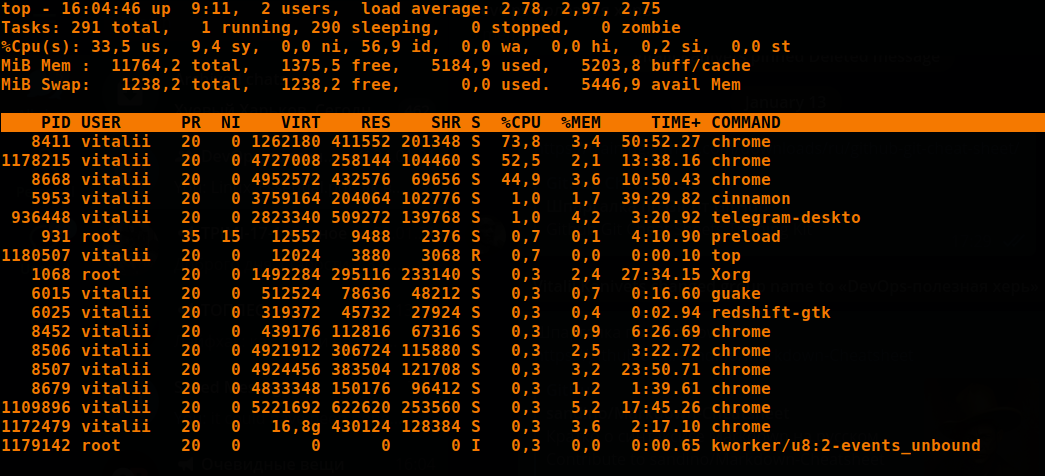 top - 16:04:46 up  9:11,  2 users,  load average: 2,78, 2,97, 2,75
Tasks: 291 total,   1 running, 290 sleeping,   0 stopped,   0 zombie
%Cpu(s): 33,5 us,  9,4 sy,  0,0 ni, 56,9 id,  0,0 wa,  0,0 hi,  0,2 si,  0,0 st
MiB Mem :  11764,2 total,   1375,5 free,   5184,9 used,   5203,8 buff/cache
MiB Swap:   1238,2 total,   1238,2 free,      0,0 used.   5446,9 avail Mem
    PID USER      PR  NI    VIRT    RES    SHR S  %CPU  %MEM     TIME+ COMMAND
   8411 vitalii   20   0 1262180 411552 201348 S  73,8   3,4  50:52.27 chrome
1178215 vitalii   20   0 4727008 258144 104460 S  52,5   2,1  13:38.16 chrome
   8668 vitalii   20   0 4952572 432576  69656 S  44,9   3,6  10:50.43 chrome
   5953 vitalii   20   0 3759164 204064 102776 S   1,0   1,7  39:29.82 cinnamon
 936448 vitalii   20   0 2823340 509272 139768 S   1,0   4,2   3:20.92 telegram-deskto
    931 root      35  15   12552   9488   2376 S   0,7   0,1   4:10.90 preload
1180507 vitalii   20   0   12024   3880   3068 R   0,7   0,0   0:00.10 top
   1068 root      20   0 1492284 295116 233140 S   0,3   2,4  27:34.15 Xorg
   6015 vitalii   20   0  512524  78636  48212 S   0,3   0,7   0:16.60 guake
   6025 vitalii   20   0  319372  45732  27924 S   0,3   0,4   0:02.94 redshift-gtk
   8452 vitalii   20   0  439176 112816  67316 S   0,3   0,9   6:26.69 chrome
   8506 vitalii   20   0 4921912 306724 115880 S   0,3   2,5   3:22.72 chrome
   8507 vitalii   20   0 4924456 383504 121708 S   0,3   3,2  23:50.71 chrome
   8679 vitalii   20   0 4833348 150176  96412 S   0,3   1,2   1:39.61 chrome
1109896 vitalii   20   0 5221692 622620 253560 S   0,3   5,2  17:45.26 chrome
1172479 vitalii   20   0   16,8g 430124 128384 S   0,3   3,6   2:17.10 chrome
1179142 root      20   0       0      0      0 I   0,3   0,0   0:00.65 kworker/u8:2-events_unbound